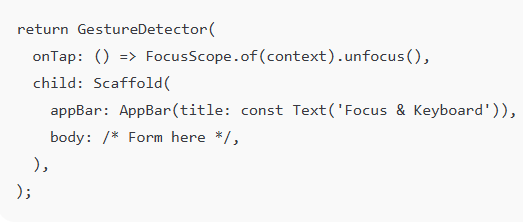 return GestureDetector(
  onTap: () => FocusScope.of(context).unfocus(),
  child: Scaffold(
    appBar: AppBar(title: const Text('Focus & Keyboard')),
    body: /* Form here */,
  ),
);